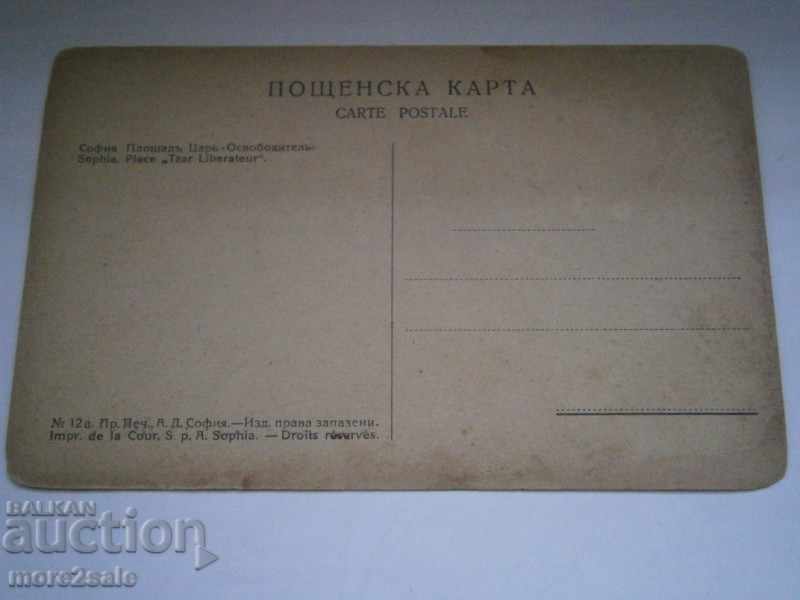 ПОЩЕНСКА КАРТА
CARTE POSTALE
София Площадъ Царь «Освободитель»
Sophia. Place „Tzar Liberateur".
№ 12а. Пр. Печ., А. Д. София. — Изд. права запазени.
Impr. de la Cour, S. p. A. Sophia. — Droits réservés.
BALKAN
auction
more2sale